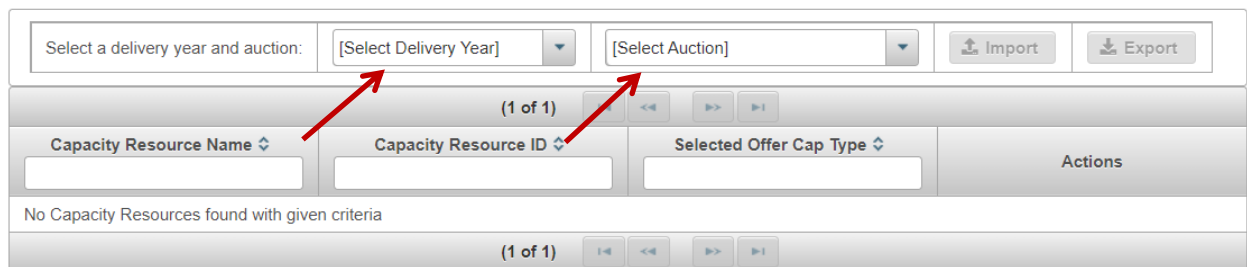 Select a delivery year and auction: [Select Delivery Year] [Select Auction] Import Export
(1 of 1)
Capacity Resource Name Capacity Resource ID Selected Offer Cap Type Actions
No Capacity Resources found with given criteria
(1 of 1)